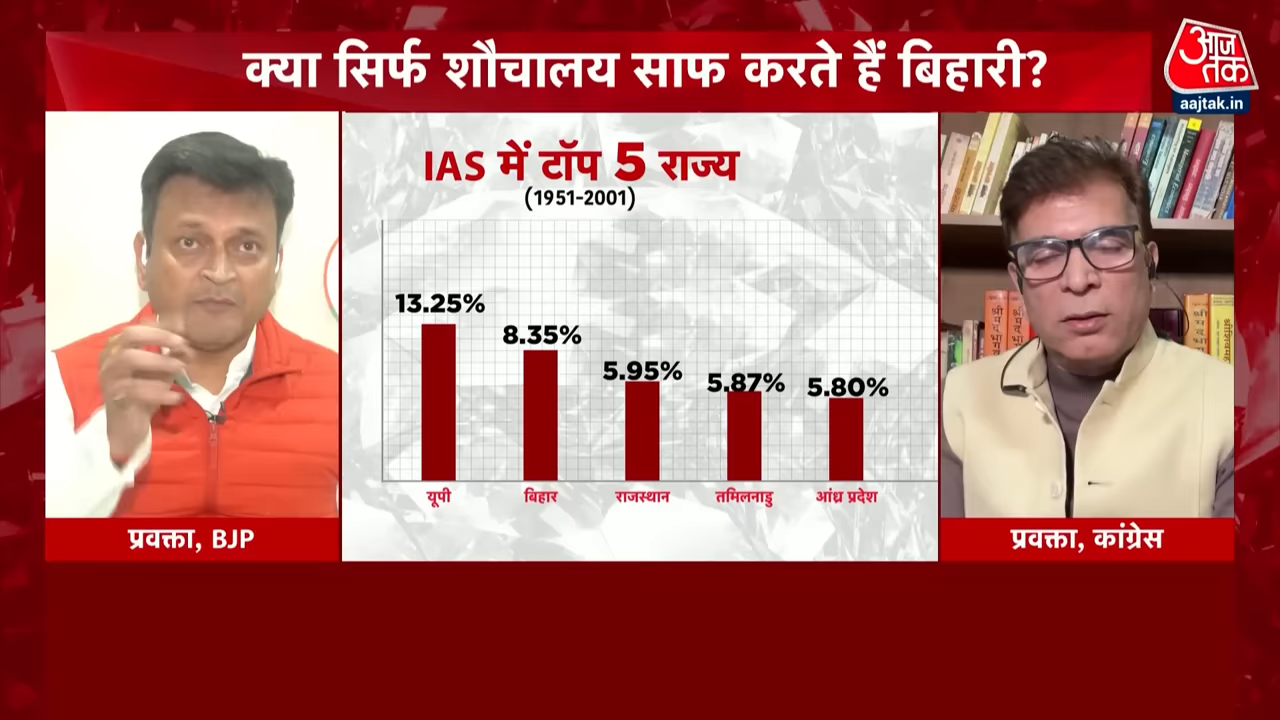 क्या सिर्फ शौचालय साफ करते हैं बिहारी?
आज
तक
aajtak.in
IAS में टॉप 5 राज्य
(1951-2001)
13.25%
8.35%
5.95%
5.87%
5.80%
यूपी
बिहार
राजस्थान
तमिलनाडु
आंध्र प्रदेश
प्रवक्ता, BJP
प्रवक्ता, कांग्रेस